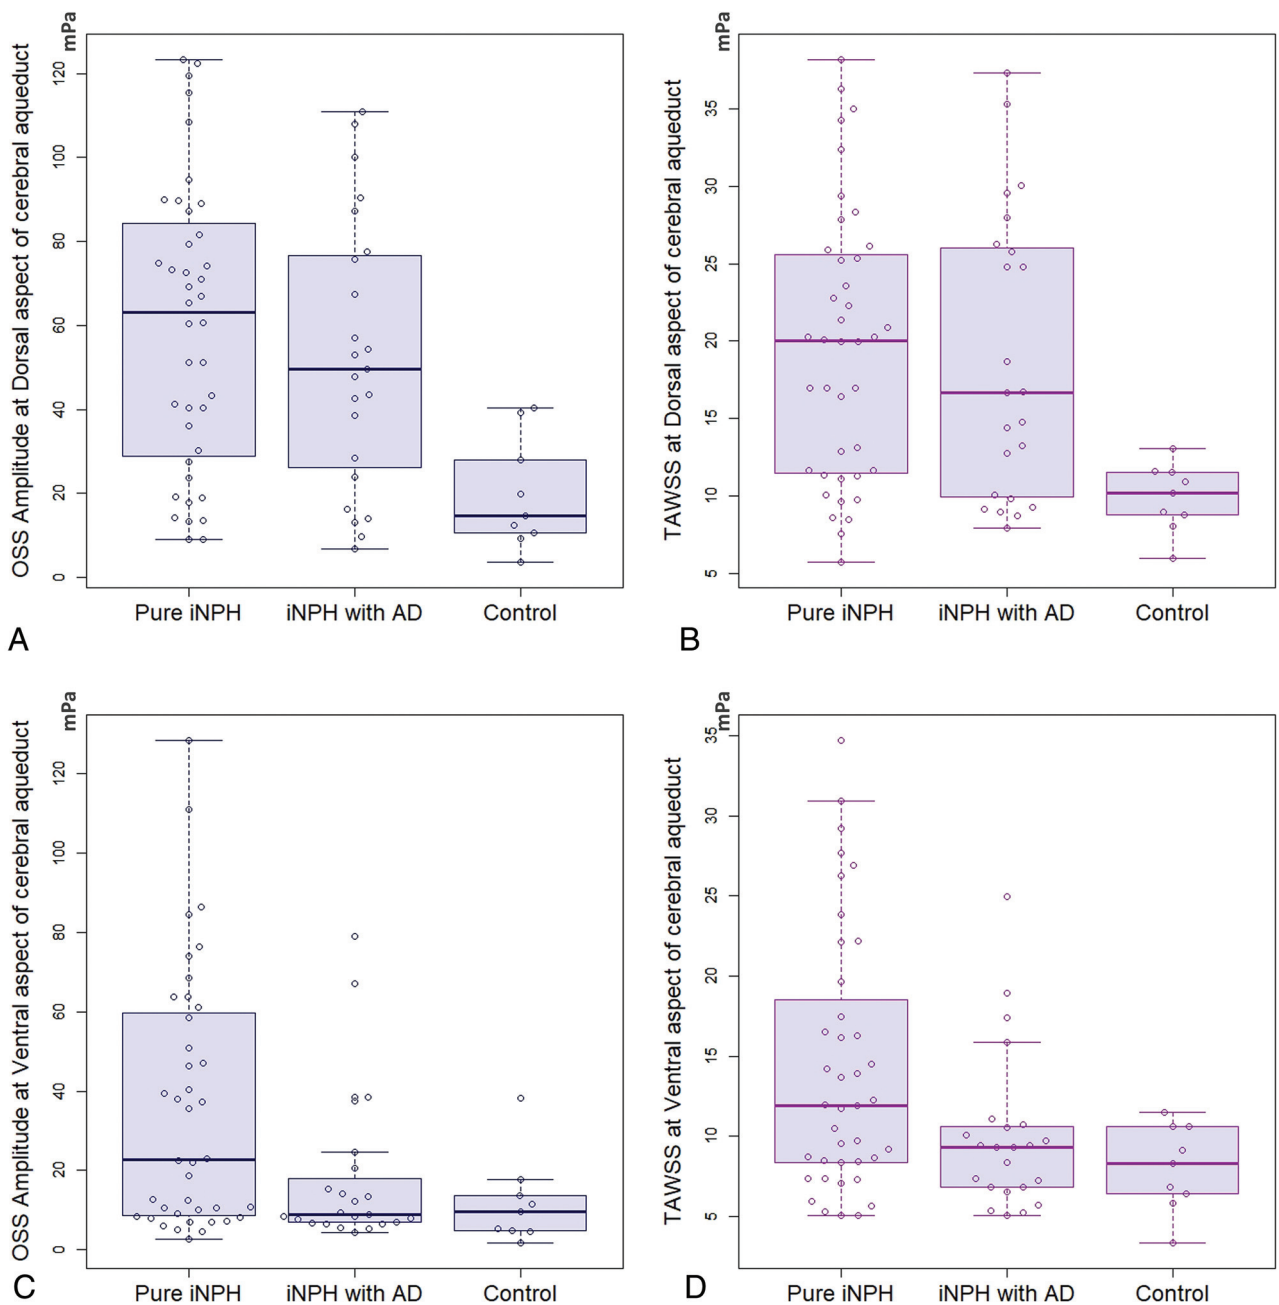 mPa
OSS Amplitude at Dorsal aspect of cerebral aqueduct
120
100
80
60
40
20
0
Pure iNPH iNPH with AD Control
A
mPa
TAWSS at Dorsal aspect of cerebral aqueduct
35
30
25
20
15
10
5
Pure iNPH iNPH with AD Control
B
mPa
OSS Amplitude at Ventral aspect of cerebral aqueduct
120
100
80
60
40
20
0
Pure iNPH iNPH with AD Control
C
mPa
TAWSS at Ventral aspect of cerebral aqueduct
35
30
25
20
15
10
5
Pure iNPH iNPH with AD Control
D